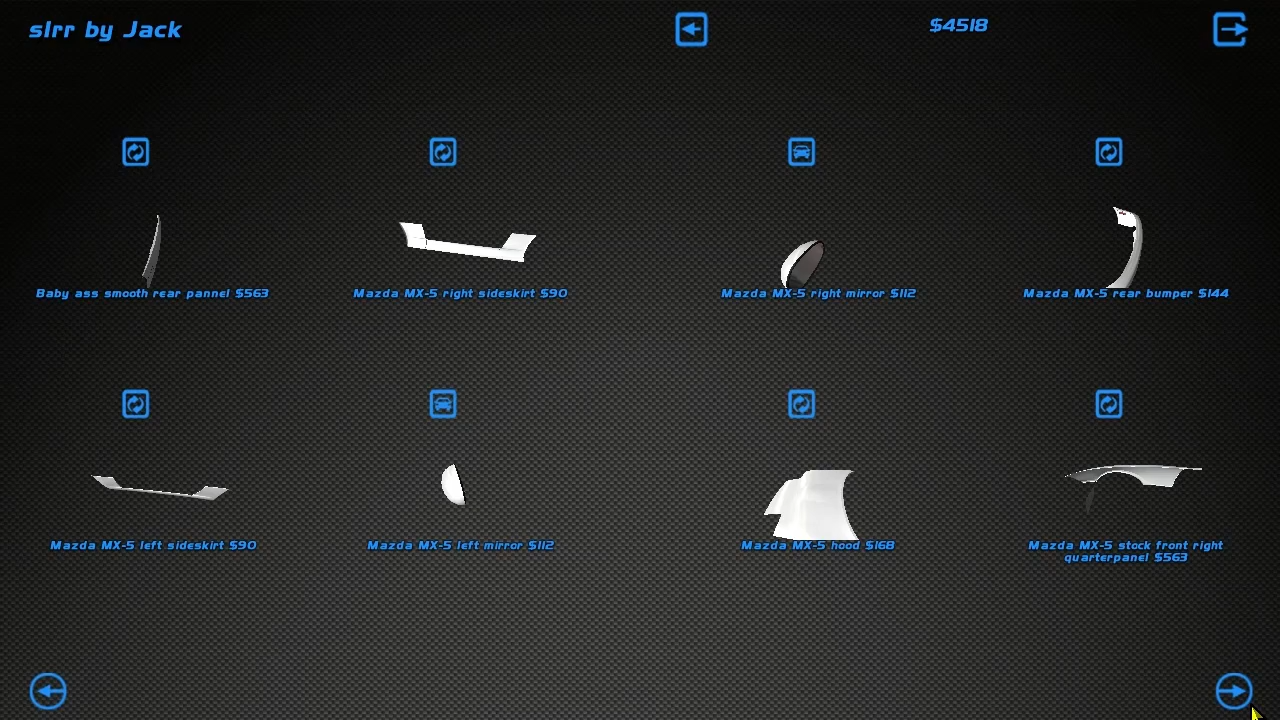 slrr by Jack
$4518
Baby ass smooth rear pannel $563
Mazda MX-5 right sideskirt $90
Mazda MX-5 right mirror $112
Mazda MX-5 rear bumper $144
Mazda MX-5 left sideskirt $90
Mazda MX-5 left mirror $112
Mazda MX-5 hood $168
Mazda MX-5 stock front right
quarterpanel $563